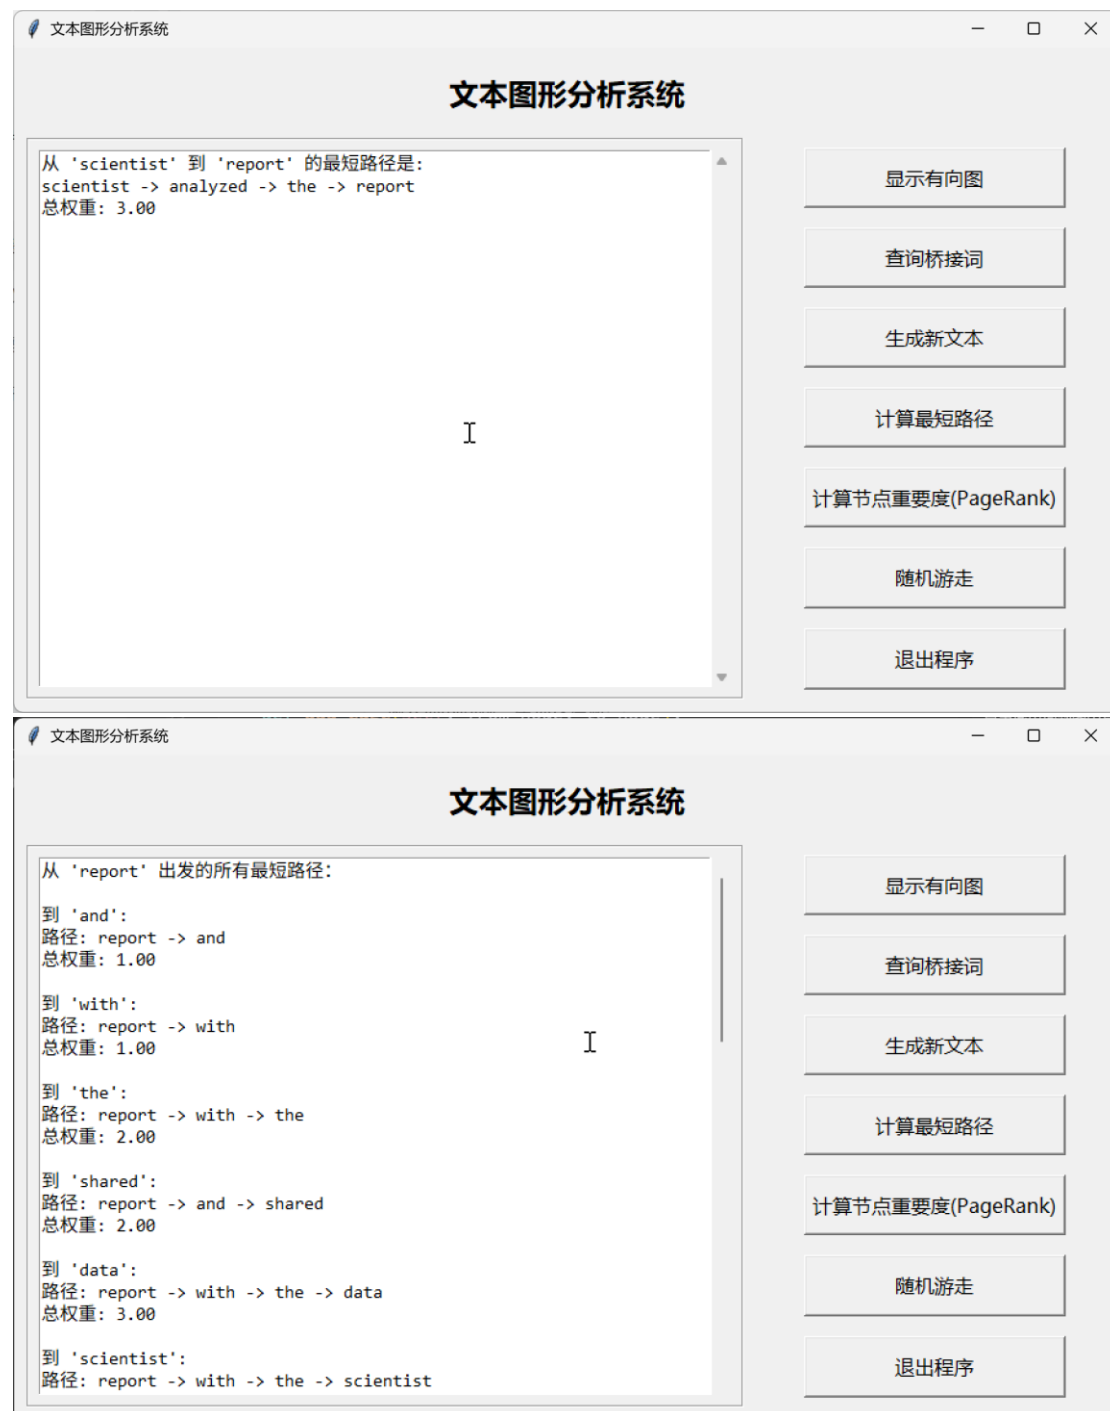 文本图形分析系统
文本图形分析系统
从 'scientist' 到 'report' 的最短路径是:
scientist -> analyzed -> the -> report
总权重: 3.00
显示有向图
查询桥接词
生成新文本
计算最短路径
计算节点重要度(PageRank)
随机游走
退出程序
文本图形分析系统
文本图形分析系统
从 'report' 出发的所有最短路径:
到 'and':
路径: report -> and
总权重: 1.00
到 'with':
路径: report -> with
总权重: 1.00
到 'the':
路径: report -> with -> the
总权重: 2.00
到 'shared':
路径: report -> and -> shared
总权重: 2.00
到 'data':
路径: report -> with -> the -> data
总权重: 3.00
到 'scientist':
路径: report -> with -> the -> scientist
显示有向图
查询桥接词
生成新文本
计算最短路径
计算节点重要度(PageRank)
随机游走
退出程序